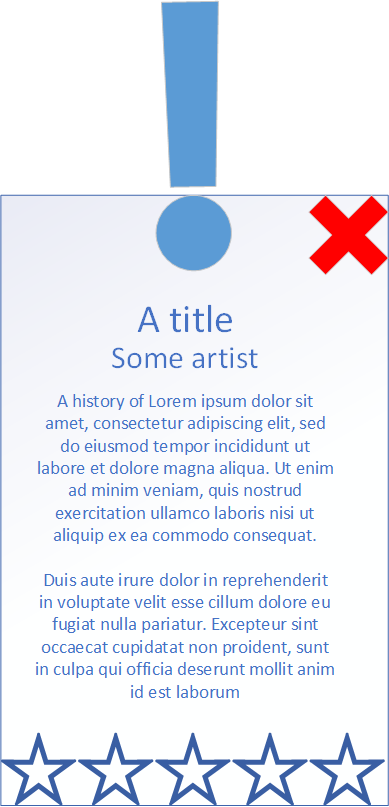 A title
Some artist
A history of Lorem ipsum dolor sit
amet, consectetur adipiscing elit, sed
do eiusmod tempor incididunt ut
labore et dolore magna aliqua. Ut enim
ad minim veniam, quis nostrud
exercitation ullamco laboris nisi ut
aliquip ex ea commodo consequat.
Duis aute irure dolor in reprehenderit
in voluptate velit esse cillum dolore eu
fugiat nulla pariatur. Excepteur sint
occaecat cupidatat non proident, sunt
in culpa qui officia deserunt mollit anim
id est laborum